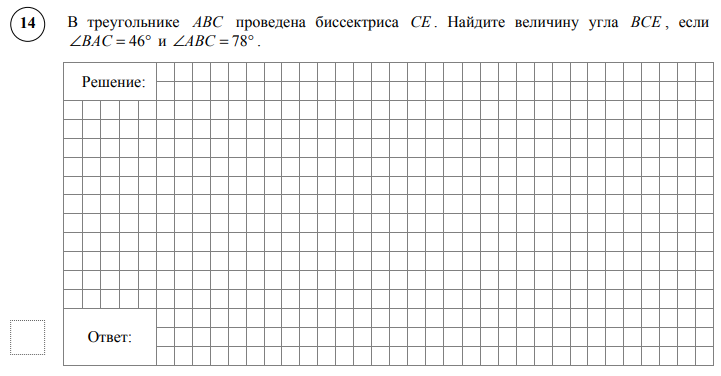 14 В треугольнике ABC проведена биссектриса CE . Найдите величину угла BCE , если
∠BAC = 46° и ∠ABC = 78° .
Решение:
Ответ: